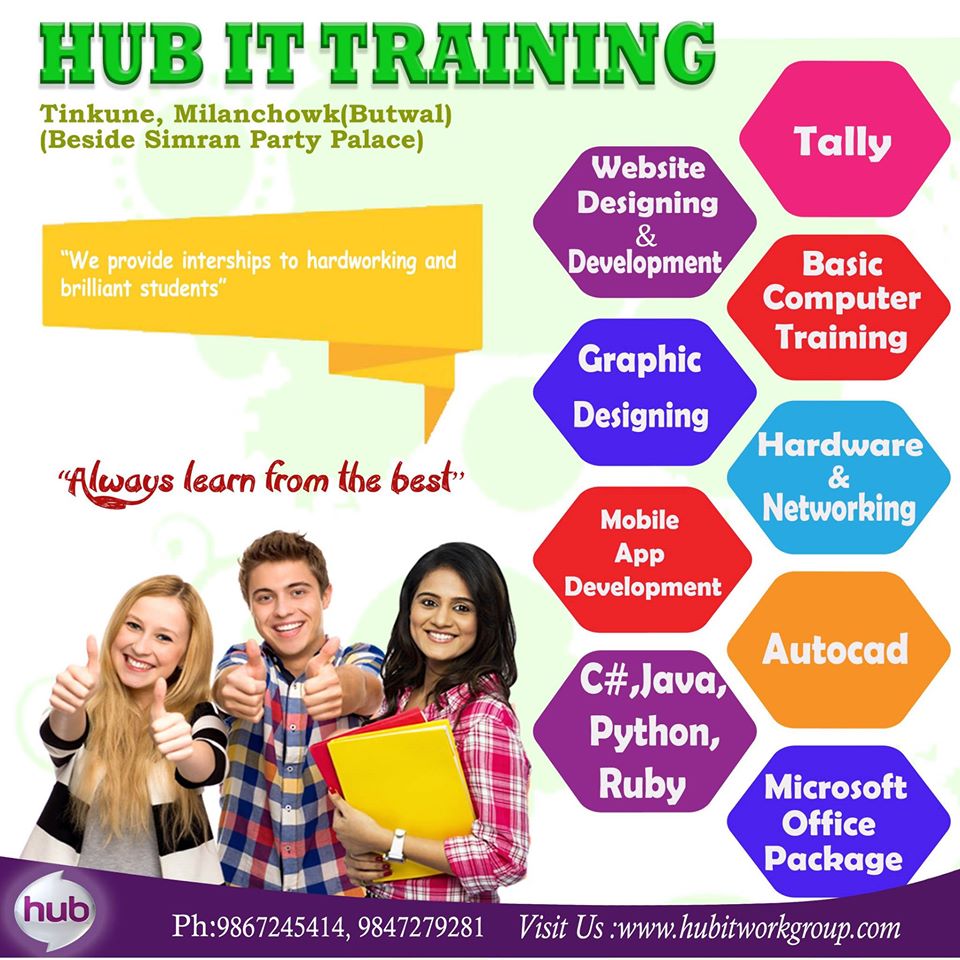 HUB IT TRAINING
Tinkune, Milanchowk(Butwal)
(Beside Simran Party Palace)
"We provide interships to hardworking and
brilliant students"
"Always learn from the best"
Tally
Website
Designing
&
Development
Basic
Computer
Training
Graphic
Designing
Hardware
&
Networking
Mobile
App
Development
Autocad
C#,Java,
Python,
Ruby
Microsoft
Office
Package
hub
Ph:9867245414, 9847279281 Visit Us :www.hubitworkgroup.com